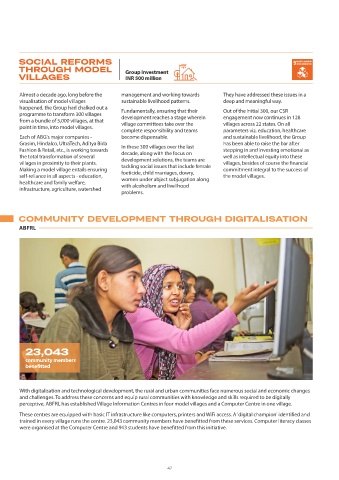 SOCIAL REFORMS
THROUGH MODEL
VILLAGES
Group Investment
INR 500 million
Almost a decade ago, long before the
visualisation of model villages
happened, the Group had chalked out a
programme to transform 300 villages
from a bundle of 5,000 villages, at that
point in time, into model villages.
Each of ABG's major companies -
Grasim, Hindalco, UltraTech, Aditya Birla
Fashion & Retail, etc., is working towards
the total transformation of several
villages in proximity to their plants.
Making a model village entails ensuring
self-reliance in all aspects - education,
healthcare and family welfare,
infrastructure, agriculture, watershed
management and working towards
sustainable livelihood patterns.
Fundamentally, ensuring that their
development reaches a stage wherein
village committees take over the
complete responsibility and teams
become dispensable.
In these 300 villages over the last
decade, along with the focus on
development solutions, the teams are
tackling social issues that include female
foeticide, child marriages, dowry,
women under abject subjugation along
with alcoholism and livelihood
problems.
They have addressed these issues in a
deep and meaningful way.
Out of the initial 300, our CSR
engagement now continues in 128
villages across 22 states. On all
parameters viz. education, healthcare
and sustainable livelihood, the Group
has been able to raise the bar after
stepping in and investing emotional as
well as intellectual equity into these
villages, besides of course the financial
commitment integral to the success of
the model villages.
COMMUNITY DEVELOPMENT THROUGH DIGITALISATION
ABFRL
23,043
community members
benefitted
With digitalisation and technological development, the rural and urban communities face numerous social and economic changes
and challenges. To address these concerns and equip rural communities with knowledge and skills required to be digitally
perceptive, ABFRL has established Village Information Centres in four model villages and a Computer Centre in one village.
These centres are equipped with basic IT infrastructure like computers, printers and WiFi access. A 'digital champion' identified and
trained in every village runs the centre. 23,043 community members have benefitted from these services. Computer literacy classes
were organised at the Computer Centre and 943 students have benefitted from this initiative.